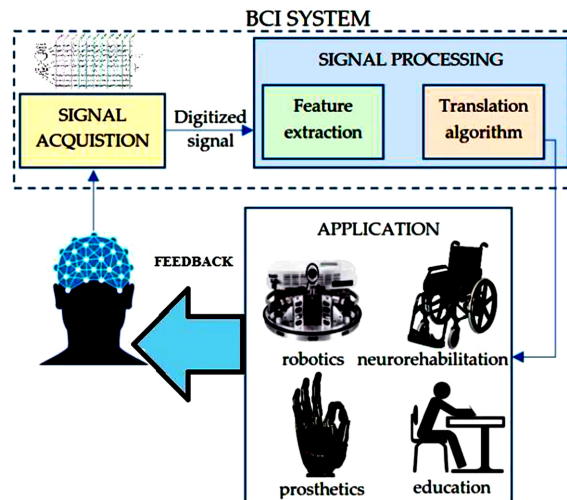 BCI SYSTEM
SIGNAL PROCESSING
SIGNAL
ACQUISTION
Digitized
signal
Feature
extraction
Translation
algorithm
APPLICATION
FEEDBACK
robotics
neurorehabilitation
prosthetics
education